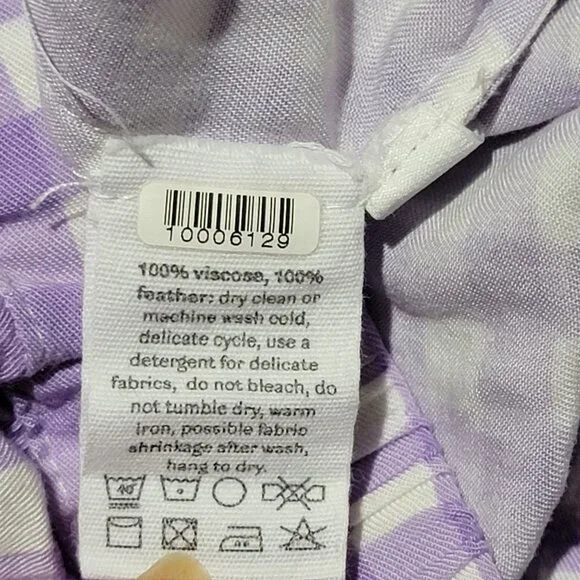 10006129
100% viscose, 100%
feather: dry clean or
machine wash cold,
delicate cycle, use a
detergent for delicate
fabrics, do not bleach, do
not tumble dry, warm
iron, possible fabric
shrinkage after wash,
hang to dry.
40